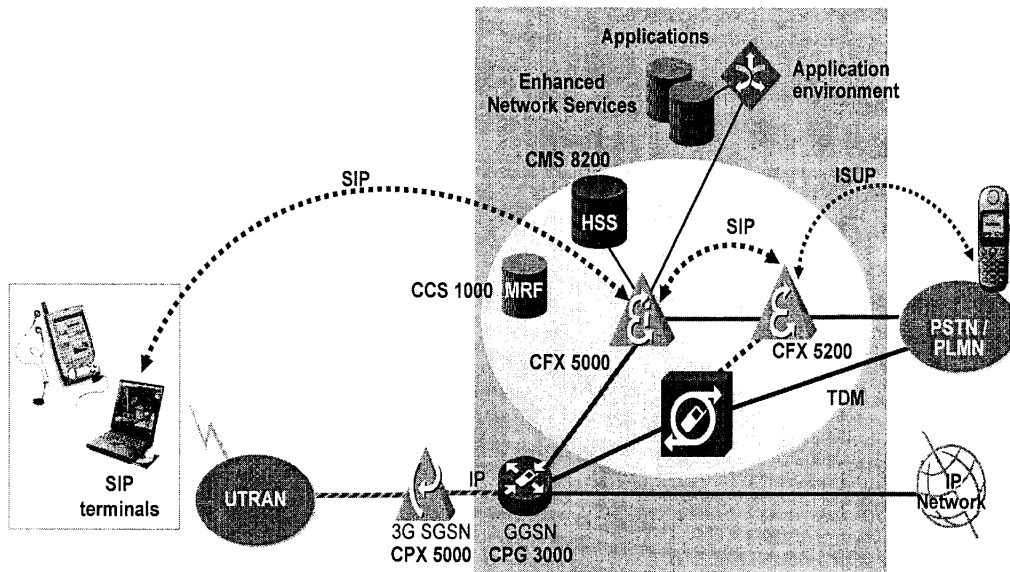 Applications
Enhanced
Network Services
Application
environment
CMS 8200
SIP
ISUP
HSS
SIP
CCS 1000
MRF
CFX 5000
CFX 5200
PSTN /
PLMN
TDM
SIP
terminals
UTRAN
IP
3G SGSN
CPX 5000
GGSN
CPG 3000
IP
Network